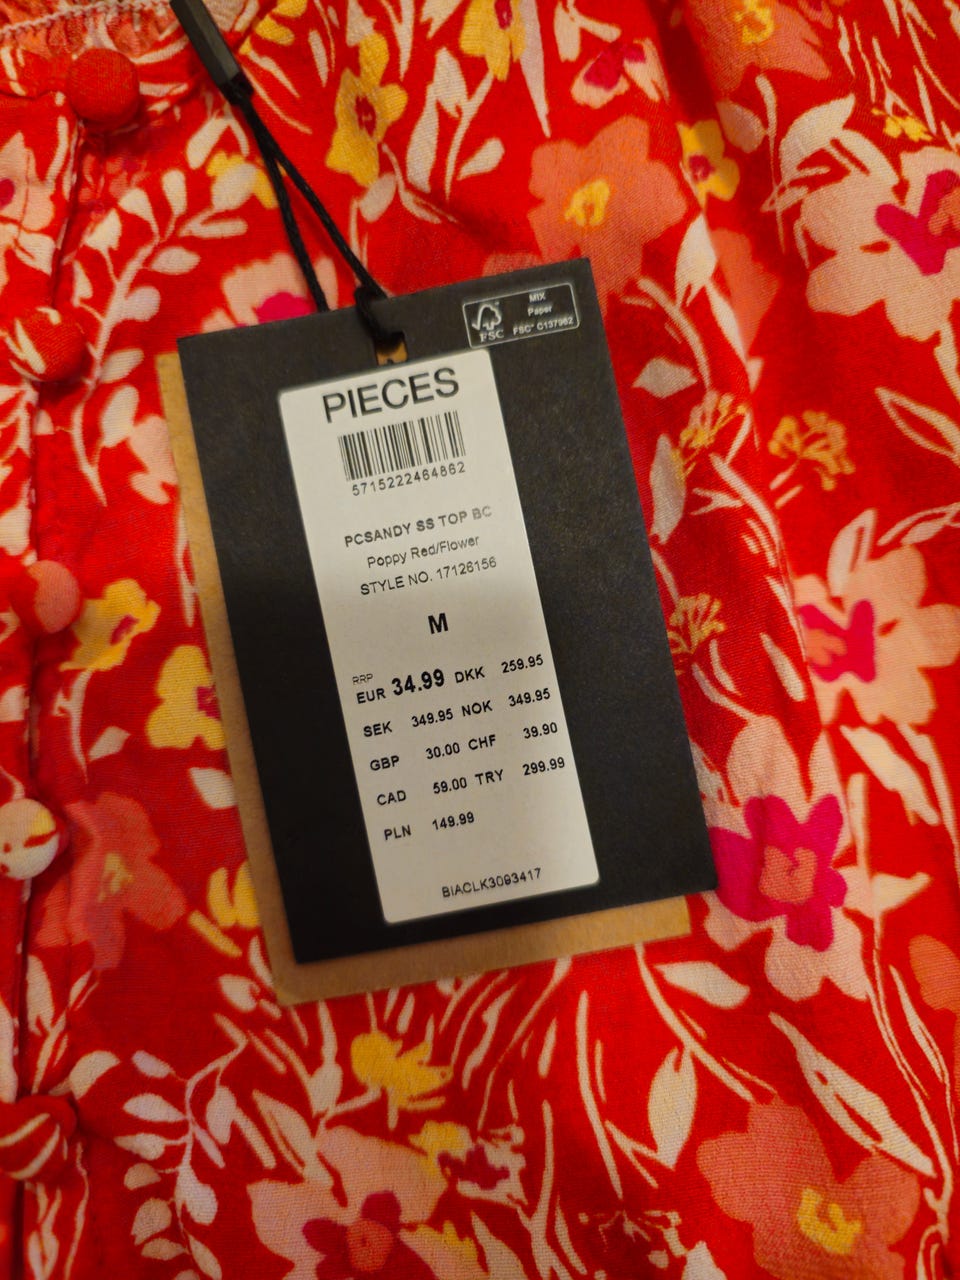 MIX
Paper
FSC® C137982
FSC
PIECES
5715222464862
PCSANDY SS TOP BC
Poppy Red/Flower
STYLE NO. 17126156
M
RRP
EUR 34.99 DKK 259.95
SEK 349.95 NOK 349.95
GBP 30.00 CHF 39.90
CAD 59.00 TRY 299.99
PLN 149.99
BIACLK3093417